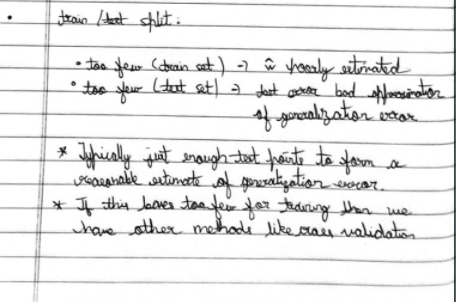 • train / test split :
• too few (train set) -> ŵ poorly estimated
• too few (test set) -> test error bad approximation
of generalization error
* Typically just enough test points to form a
reasonable estimate of generalization error.
* If this leaves too few for training then we
have other methods like cross validation